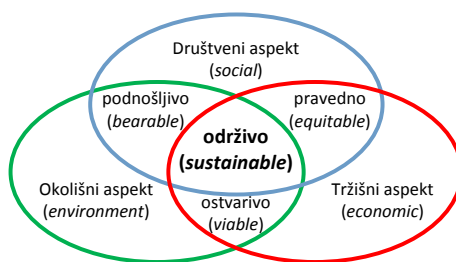 Društveni aspekt
(social)
podnošljivo
(bearable)
pravedno
(equitable)
održivo
(sustainable)
Okolišni aspekt
(environment)
ostvarivo
(viable)
Tržišni aspekt
(economic)